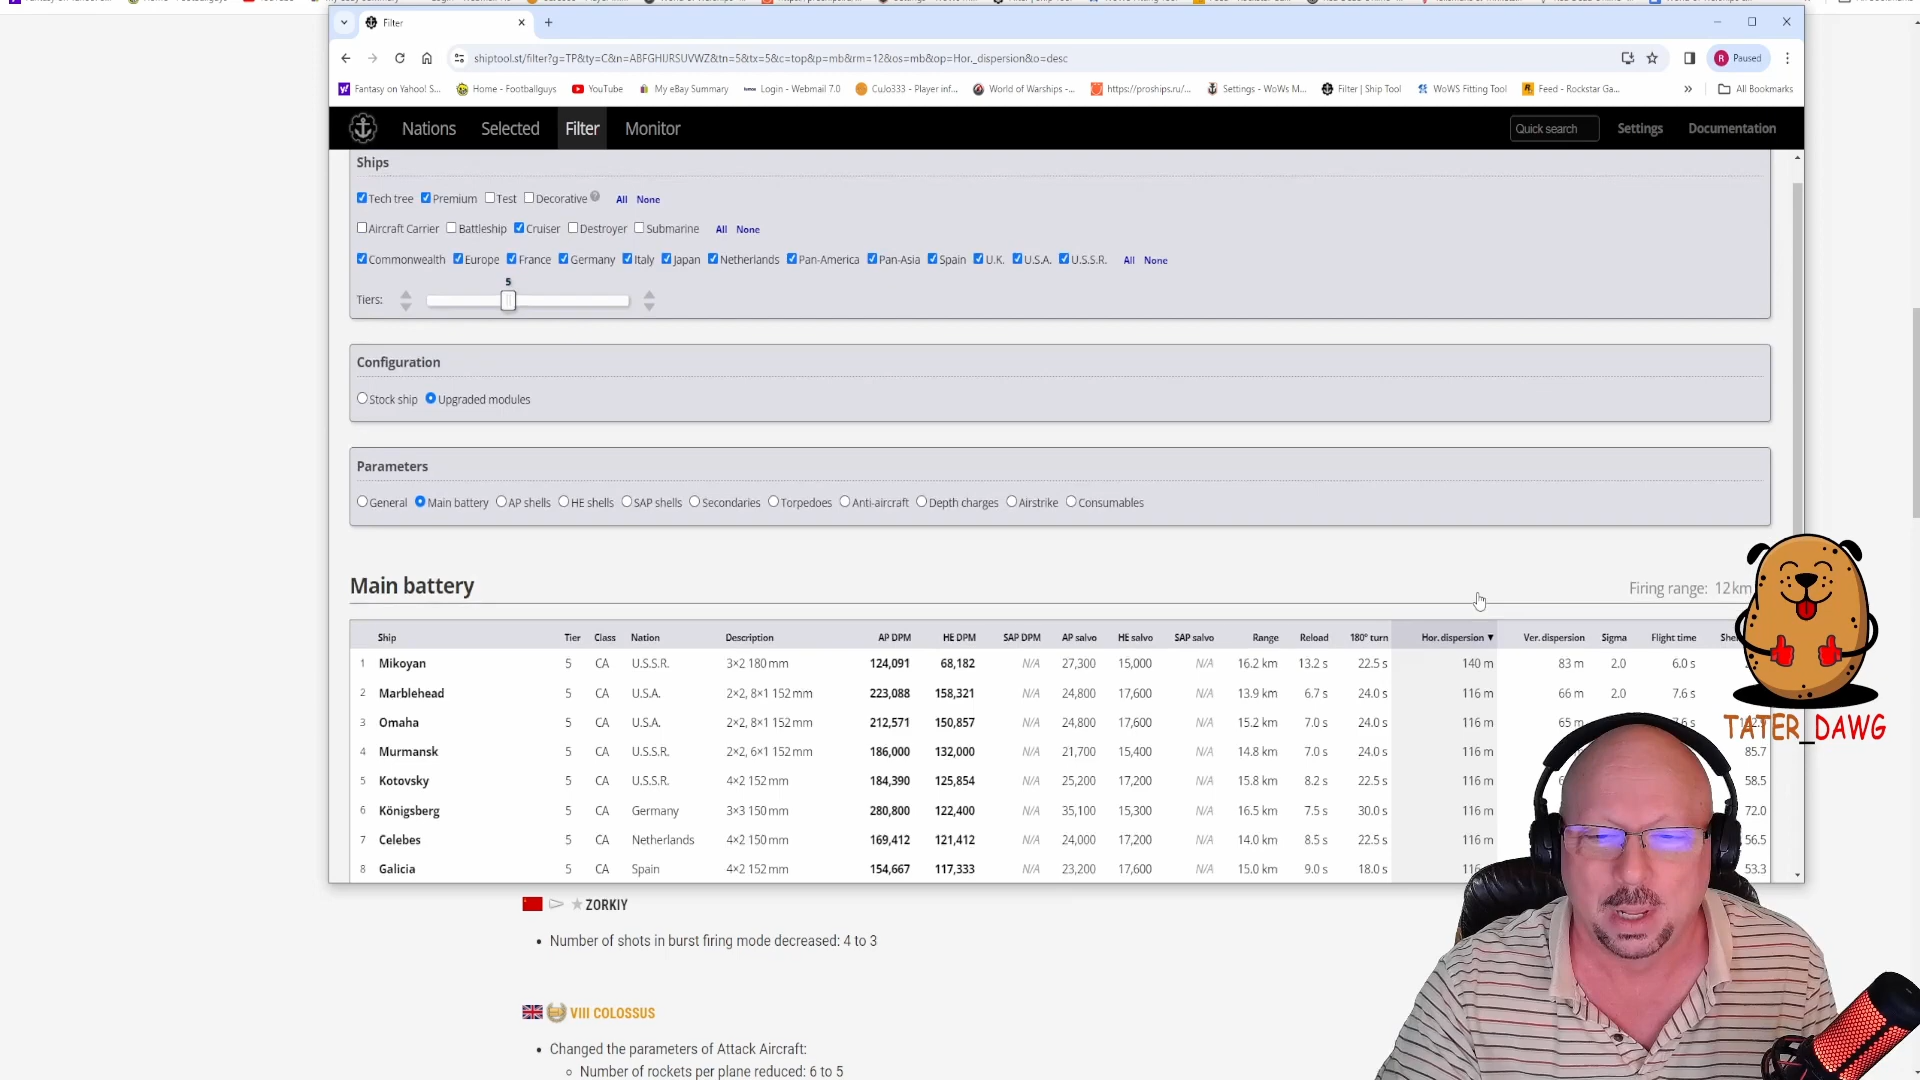 Filter
shiptool.st/filter?g=TP&ty=C&n=ABFGHIJRSUVWZ&tn=5&tx=5&c=top&p=mb&rm=12&os=mb&op=Hor._dispersion&o=desc
R Paused
Fantasy on Yahoo! S... Home - Footballguys YouTube My eBay Summary Login - Webmail 7.0 CuJo333 - Player inf... World of Warships -... https://proships.ru/... Settings - WoWs M... Filter | Ship Tool WoWS Fitting Tool Feed - Rockstar Ga... » All Bookmarks
Nations Selected Filter Monitor Quick search Settings Documentation
Ships
Tech tree Premium Test Decorative ? All None
Aircraft Carrier Battleship Cruiser Destroyer Submarine All None
Commonwealth Europe France Germany Italy Japan Netherlands Pan-America Pan-Asia Spain U.K. U.S.A. U.S.S.R. All None
5
Tiers:
Configuration
Stock ship Upgraded modules
Parameters
General Main battery AP shells HE shells SAP shells Secondaries Torpedoes Anti-aircraft Depth charges Airstrike Consumables
Main battery Firing range: 12 km
Ship Tier Class Nation Description AP DPM HE DPM SAP DPM AP salvo HE salvo SAP salvo Range Reload 180° turn Hor. dispersion ▼ Ver. dispersion Sigma Flight time
1 Mikoyan 5 CA U.S.S.R. 3×2 180 mm 124,091 68,182 N/A 27,300 15,000 N/A 16.2 km 13.2 s 22.5 s 140 m 83 m 2.0 6.0 s
2 Marblehead 5 CA U.S.A. 2×2, 8×1 152 mm 223,088 158,321 N/A 24,800 17,600 N/A 13.9 km 6.7 s 24.0 s 116 m 66 m 2.0 7.6 s
3 Omaha 5 CA U.S.A. 2×2, 8×1 152 mm 212,571 150,857 N/A 24,800 17,600 N/A 15.2 km 7.0 s 24.0 s 116 m 65 m
4 Murmansk 5 CA U.S.S.R. 2×2, 6×1 152 mm 186,000 132,000 N/A 21,700 15,400 N/A 14.8 km 7.0 s 24.0 s 116 m 85.7
5 Kotovsky 5 CA U.S.S.R. 4×2 152 mm 184,390 125,854 N/A 25,200 17,200 N/A 15.8 km 8.2 s 22.5 s 116 m 58.5
6 Königsberg 5 CA Germany 3×3 150 mm 280,800 122,400 N/A 35,100 15,300 N/A 16.5 km 7.5 s 30.0 s 116 m 72.0
7 Celebes 5 CA Netherlands 4×2 150 mm 169,412 121,412 N/A 24,000 17,200 N/A 14.0 km 8.5 s 22.5 s 116 m 56.5
8 Galicia 5 CA Spain 4×2 152 mm 154,667 117,333 N/A 23,200 17,600 N/A 15.0 km 9.0 s 18.0 s 116 53.3
TATER_DAWG
ZORKIY
• Number of shots in burst firing mode decreased: 4 to 3
VIII COLOSSUS
• Changed the parameters of Attack Aircraft:
Number of rockets per plane reduced: 6 to 5